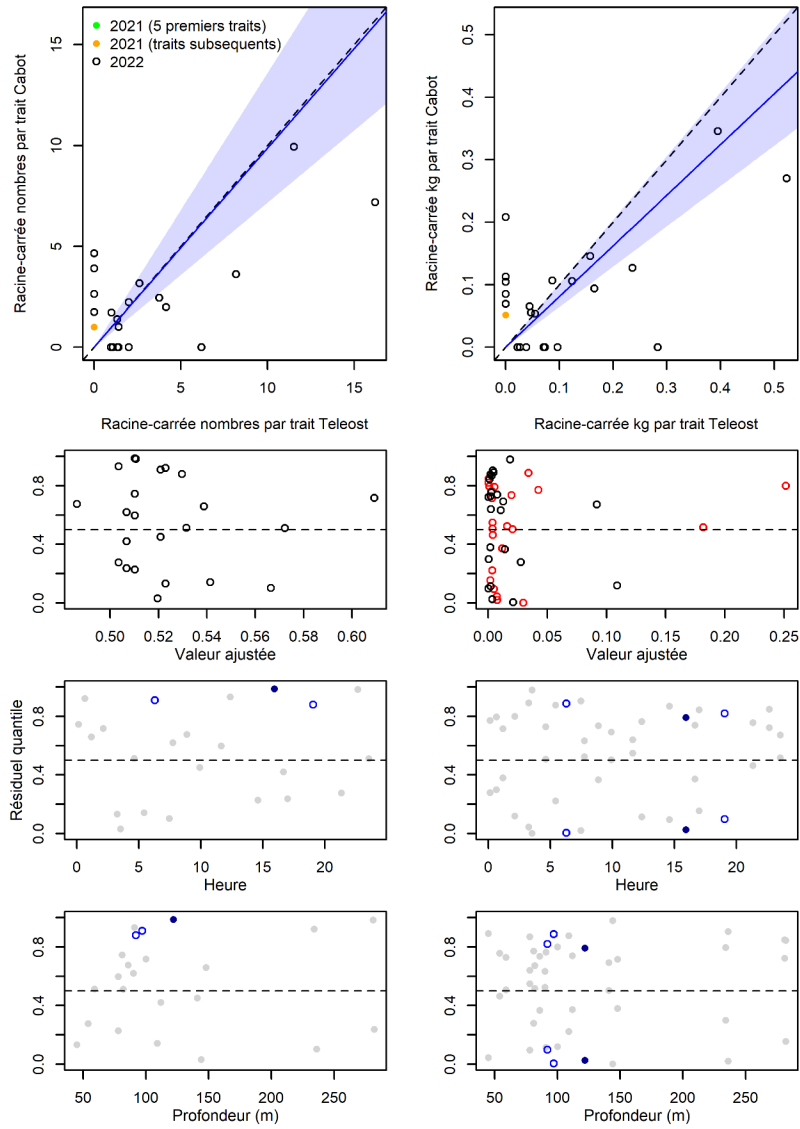 2021 (5 premiers traits)
2021 (traits subsequents)
2022
Racine-carrée nombres par trait Cabot
0 5 10 15
0 5 10 15
Racine-carrée nombres par trait Teleost
Racine-carrée kg par trait Cabot
0.0 0.1 0.2 0.3 0.4 0.5
0.0 0.1 0.2 0.3 0.4 0.5
Racine-carrée kg par trait Teleost
Résiduel quantile
0.0 0.4 0.8
0.50 0.52 0.54 0.56 0.58 0.60
Valeur ajustée
0.0 0.4 0.8
0.00 0.05 0.10 0.15 0.20 0.25
Valeur ajustée
0.0 0.4 0.8
0 5 10 15 20
Heure
0.0 0.4 0.8
0 5 10 15 20
Heure
0.0 0.4 0.8
50 100 150 200 250
Profondeur (m)
0.0 0.4 0.8
50 100 150 200 250
Profondeur (m)